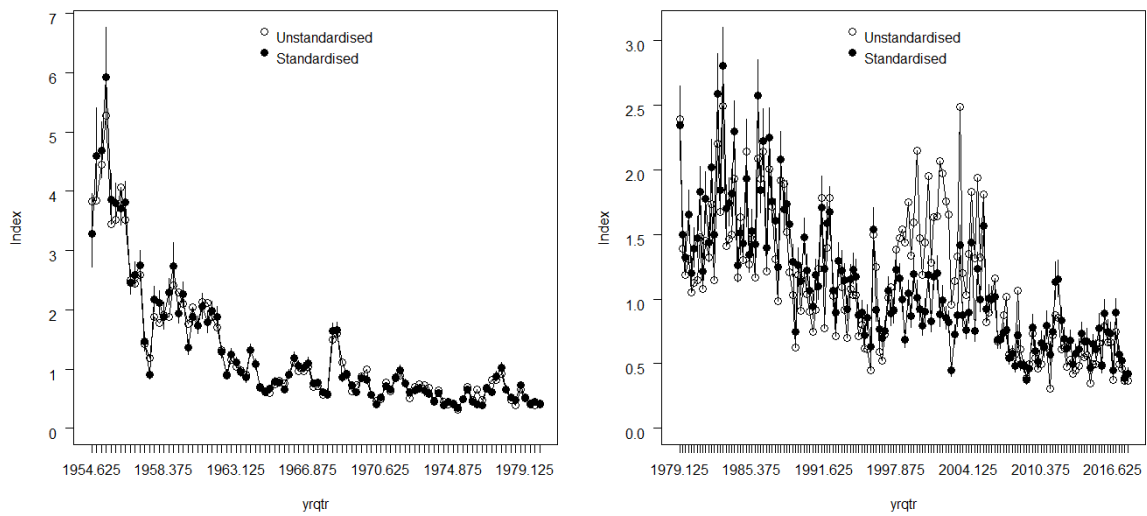 7
6
5
4
3
2
1
0
Index
Unstandardised
Standardised
1954.625 1958.375 1963.125 1966.875 1970.625 1974.875 1979.125
yrqtr
3.0
2.5
2.0
1.5
1.0
0.5
0.0
Index
Unstandardised
Standardised
1979.125 1985.375 1991.625 1997.875 2004.125 2010.375 2016.625
yrqtr